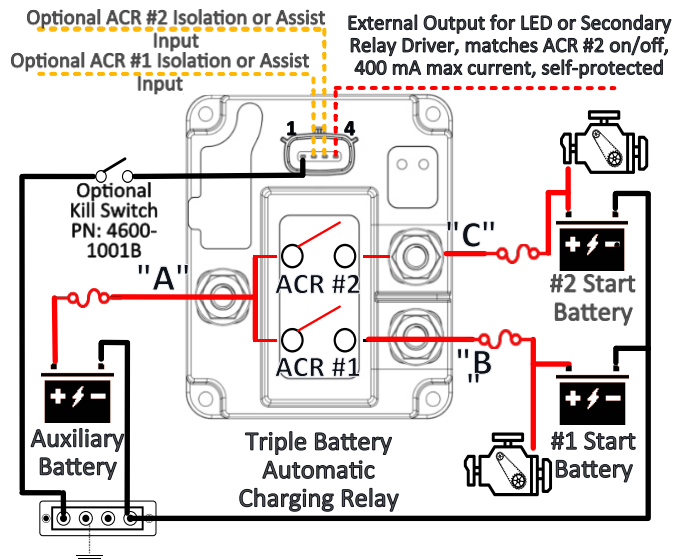 Optional ACR #2 Isolation or Assist
Input
Optional ACR #1 Isolation or Assist
Input
External Output for LED or Secondary
Relay Driver, matches ACR #2 on/off,
400 mA max current, self-protected
1
4
Optional
Kill Switch
PN: 4600-
1001B
"A"
"C"
ACR #2
#2 Start
Battery
ACR #1
"B
"
Auxiliary
Battery
Triple Battery
Automatic
Charging Relay
#1 Start
Battery